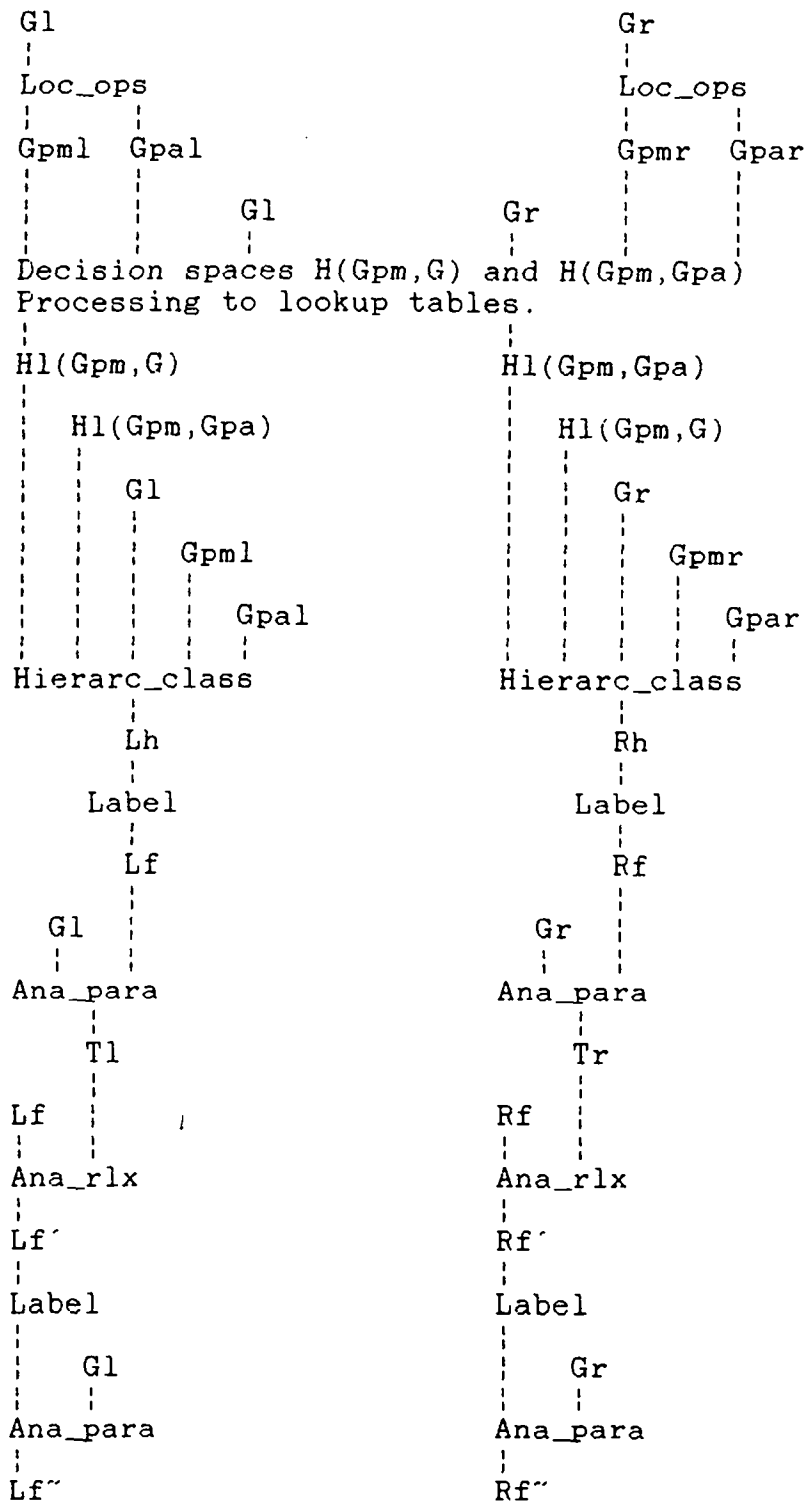 Gl Gr
Loc_ops Loc_ops
Gpml Gpal Gpmr Gpar
Gl Gr
Decision spaces H(Gpm,G) and H(Gpm,Gpa)
Processing to lookup tables.
Hl(Gpm,G) Hl(Gpm,Gpa)
Hl(Gpm,Gpa) Hl(Gpm,G)
Gl Gr
Gpml Gpmr
Gpal Gpar
Hierarc_class Hierarc_class
Lh Rh
Label Label
Lf Rf
Gl Gr
Ana_para Ana_para
Tl Tr
Lf Rf
Ana_rlx Ana_rlx
Lf´ Rf´
Label Label
Gl Gr
Ana_para Ana_para
Lf˜ Rf˜